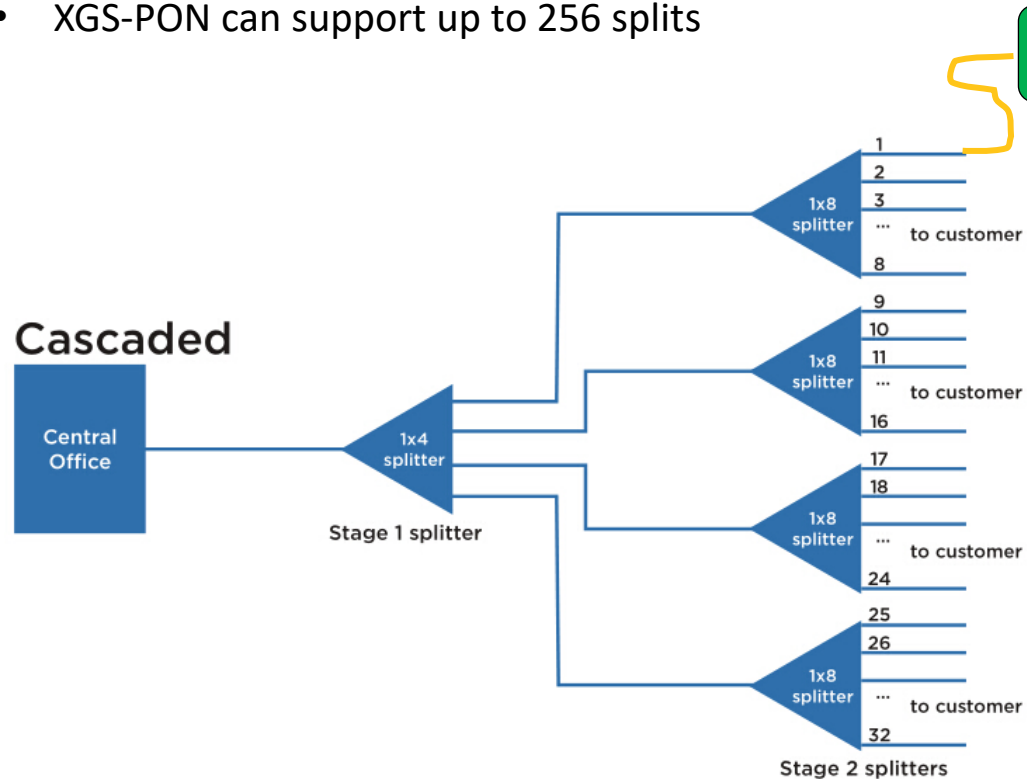 • XGS-PON can support up to 256 splits
Cascaded
Central
Office
1x4
splitter
Stage 1 splitter
1x8
splitter
1
2
3
...
8
to customer
1x8
splitter
9
10
11
...
16
to customer
1x8
splitter
17
18
...
24
to customer
1x8
splitter
25
26
...
32
to customer
Stage 2 splitters